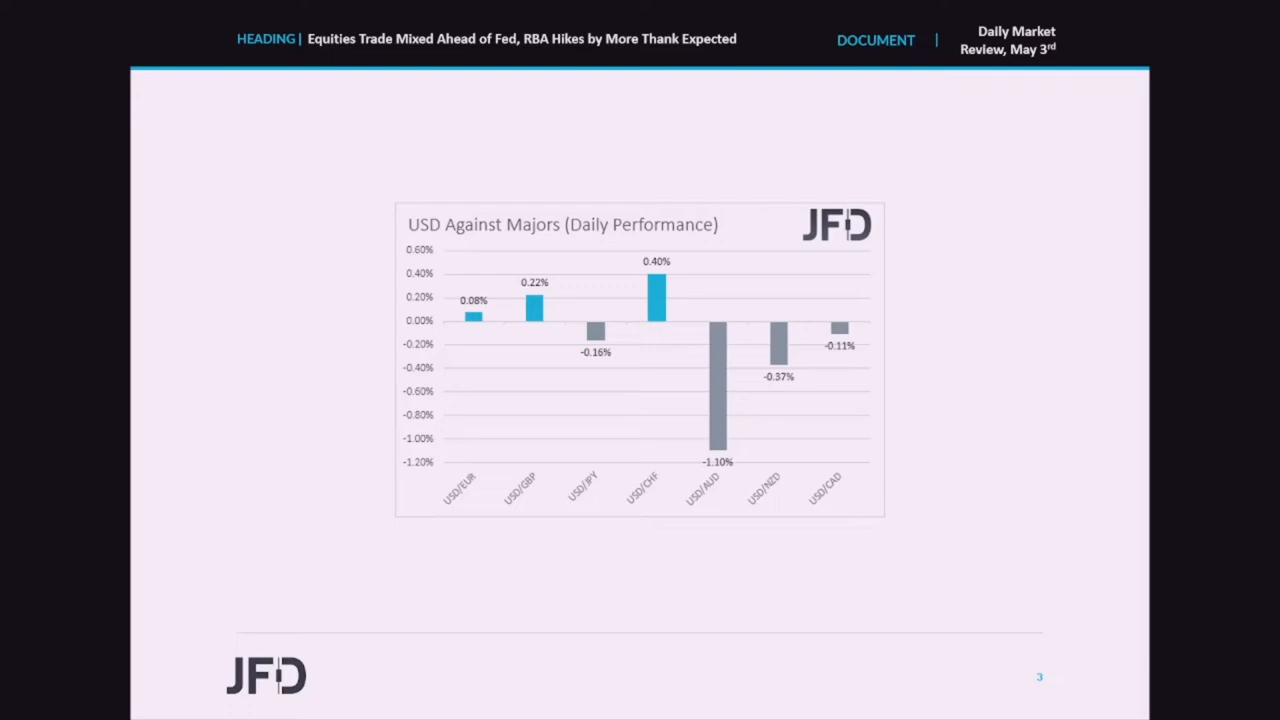 HEADING| Equities Trade Mixed Ahead of Fed, RBA Hikes by More Thank Expected
DOCUMENT |
Daily Market
Review, May 3rd
USD Against Majors (Daily Performance)
JFD
0.60%
0.40%
0.20%
0.00%
-0.20%
-0.40%
-0.60%
-0.80%
-1.00%
-1.20%
0.08%
0.22%
-0.16%
0.40%
-1.10%
-0.37%
-0.11%
USD/EUR
USD/GBP
USD/JPY
USD/CHF
USD/AUD
USD/NZD
USD/CAD
JFD
3